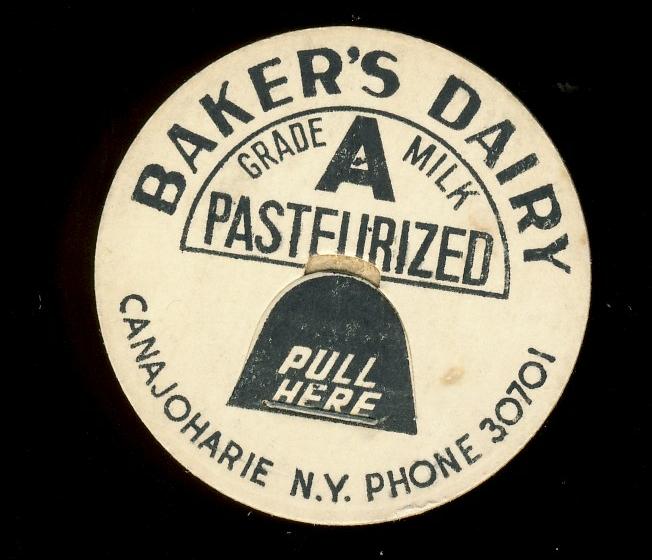 BAKER'S DAIRY
GRADE A MILK
PASTEURIZED
PULL
HERE
CANAJOHARIE N.Y. PHONE 30701